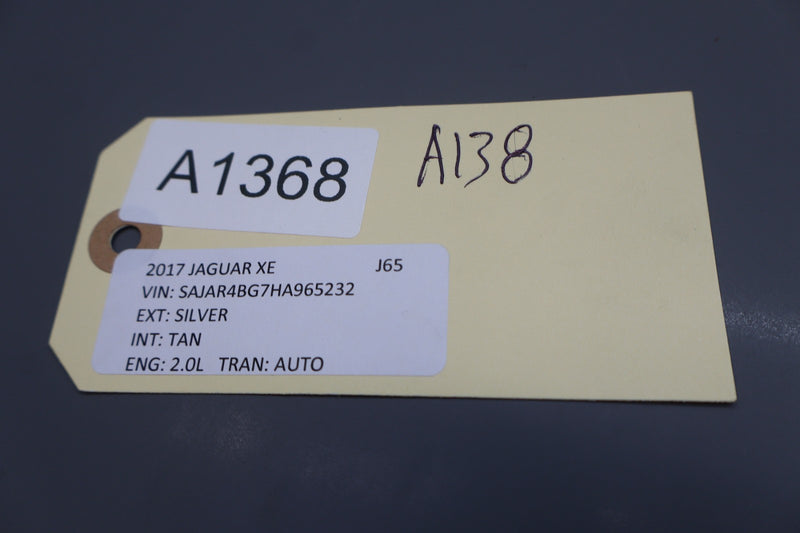 A1368
A138
2017 JAGUAR XE J65
VIN: SAJAR4BG7HA965232
EXT: SILVER
INT: TAN
ENG: 2.0L TRAN: AUTO